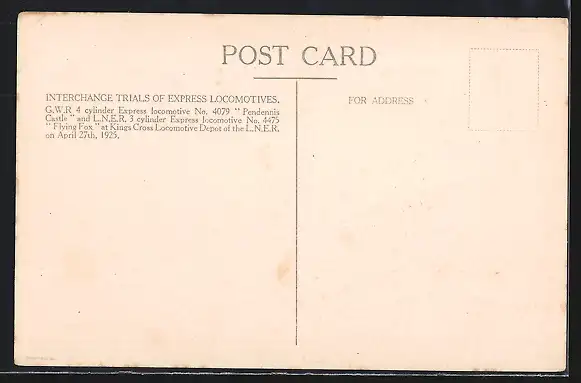 POST CARD
INTERCHANGE TRIALS OF EXPRESS LOCOMOTIVES.
G.W.R 4 cylinder Express locomotive No. 4079 " Pendennis
Castle " and L.N.E.R. 3 cylinder Express locomotive No. 4475
" Flying Fox " at Kings Cross Locomotive Depot of the L.N.E.R.
on April 27th, 1925.
FOR ADDRESS